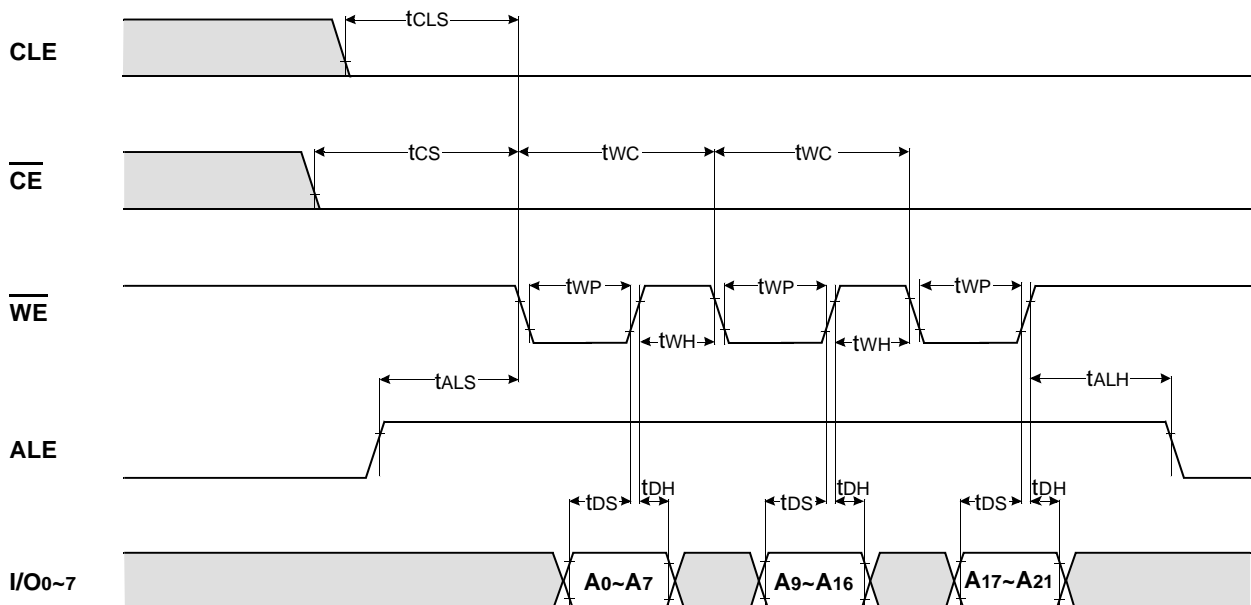 tCLS
CLE
tCS tWC tWC
CE
tWP tWP tWP
WE
tWH tWH
tALS tALH
ALE
tDS tDH tDS tDH tDS tDH
I/O0~7 A0~A7 A9~A16 A17~A21